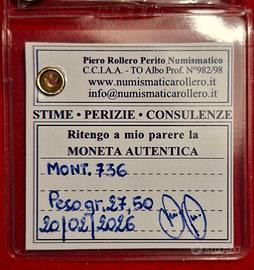 Piero Rollero Perito Numismatico
C.C.I.A.A. - TO Albo Prof. N°982/98
www.numismaticarollero.it
info@numismaticarollero.it
STIME • PERIZIE • CONSULENZE
Ritengo a mio parere la
MONETA AUTENTICA
MONT. 736
Peso gr. 27,50
20/02/2026